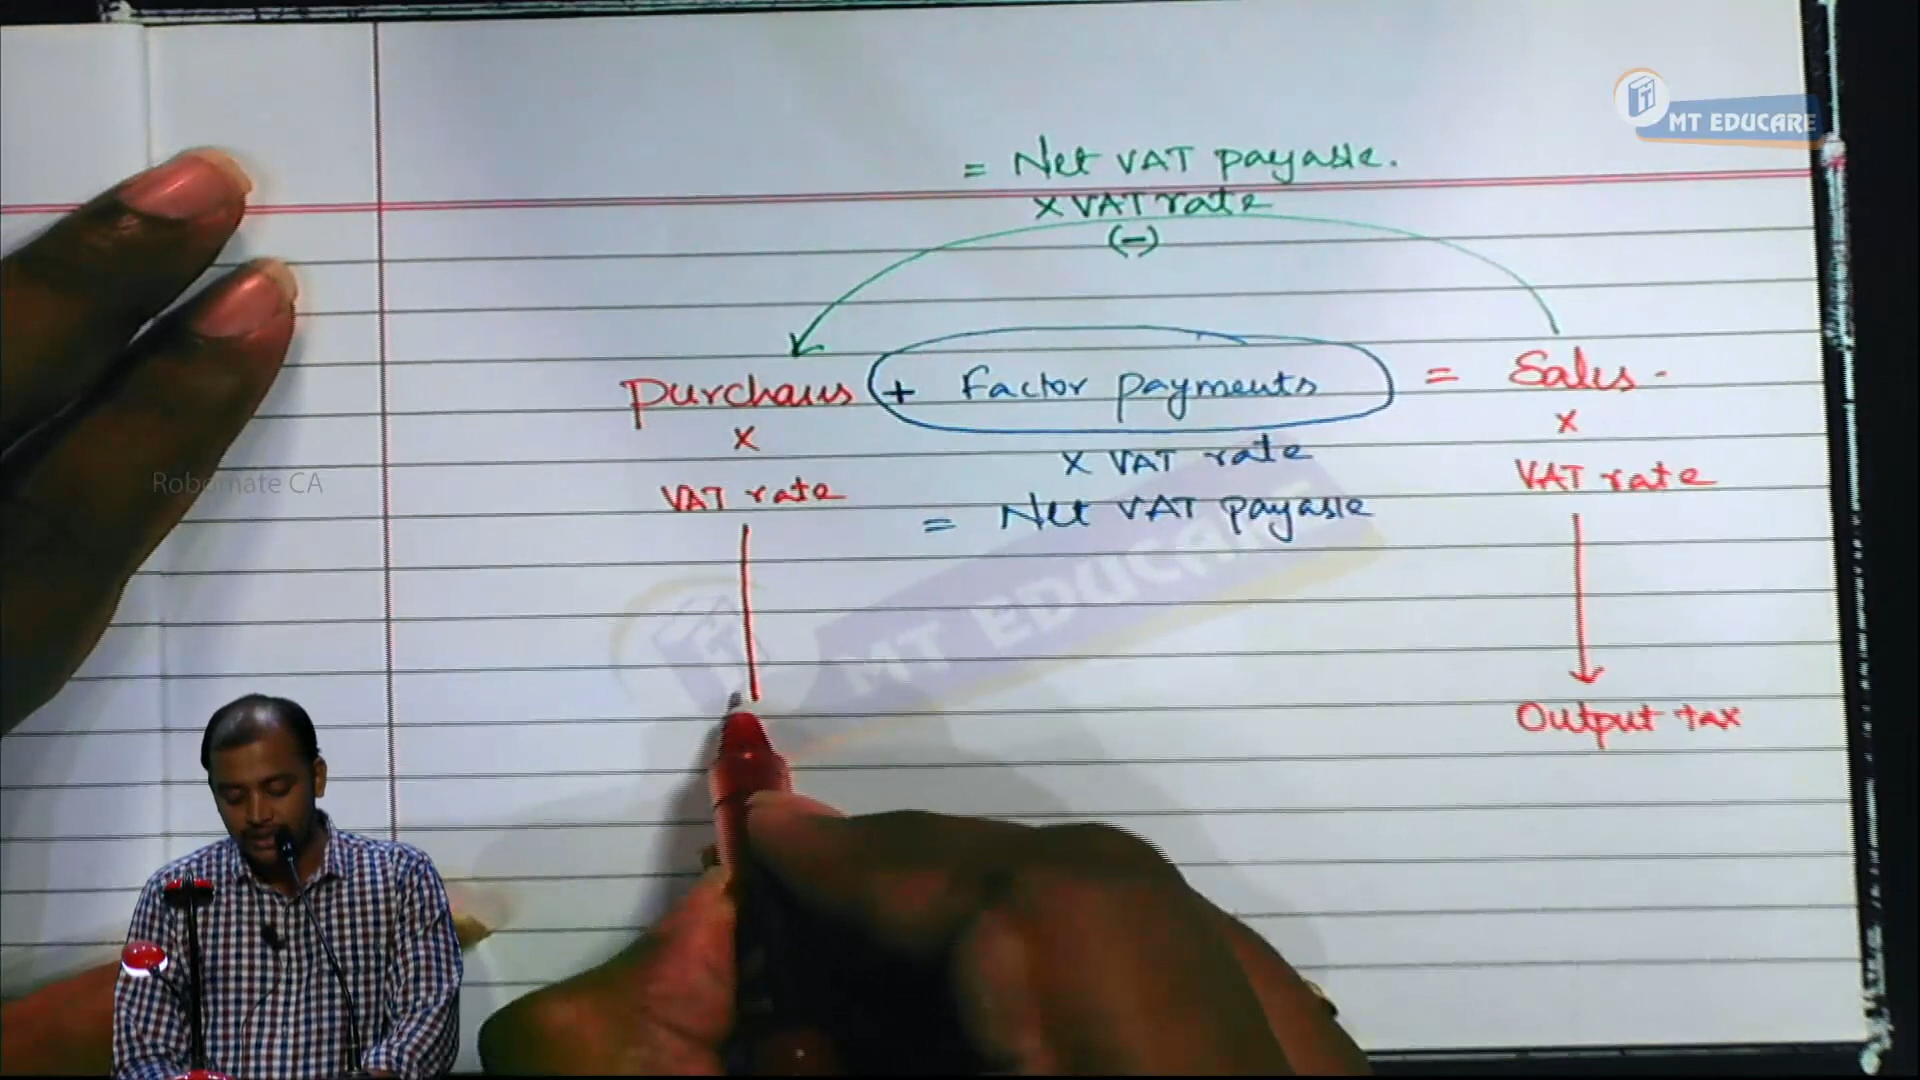 MT EDUCARE
= Net VAT payable.
x VAT rate
(-)
Purchases + Factor payments = Sales.
x x
VAT rate x VAT rate VAT rate
= Net VAT payable
Robomate CA
MT EDUCARE
Output tax